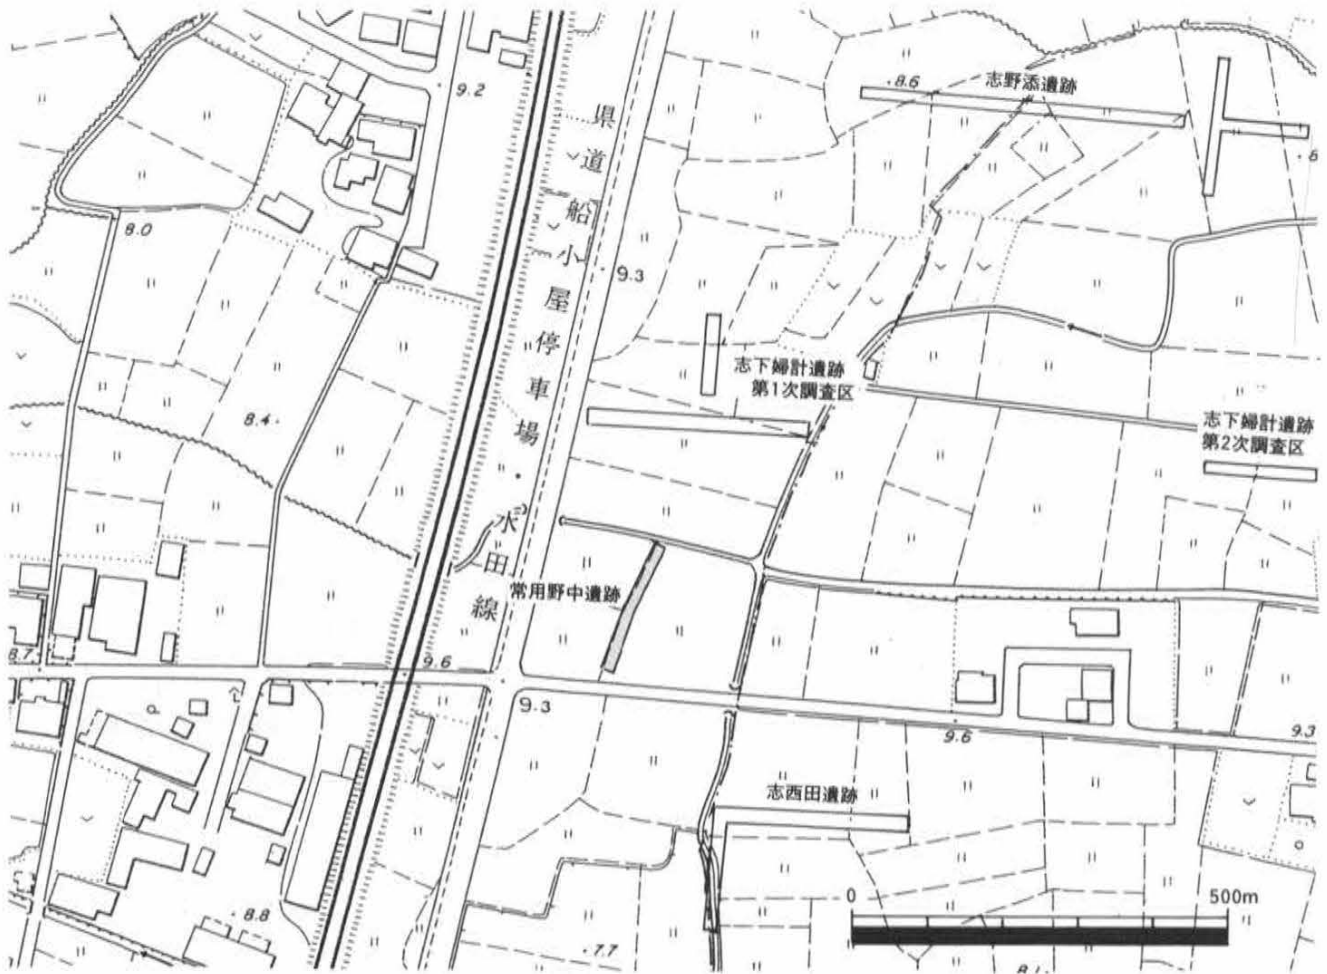 志野添遺跡
8.6
9.2
県道船小屋停車場・水田線
8.0
9.3
志下婦計遺跡
第1次調査区
志下婦計遺跡
第2次調査区
8.4
常用野中遺跡
8.7
9.6
9.3
9.6
9.3
志西田遺跡
0 500m
8.8
7.7